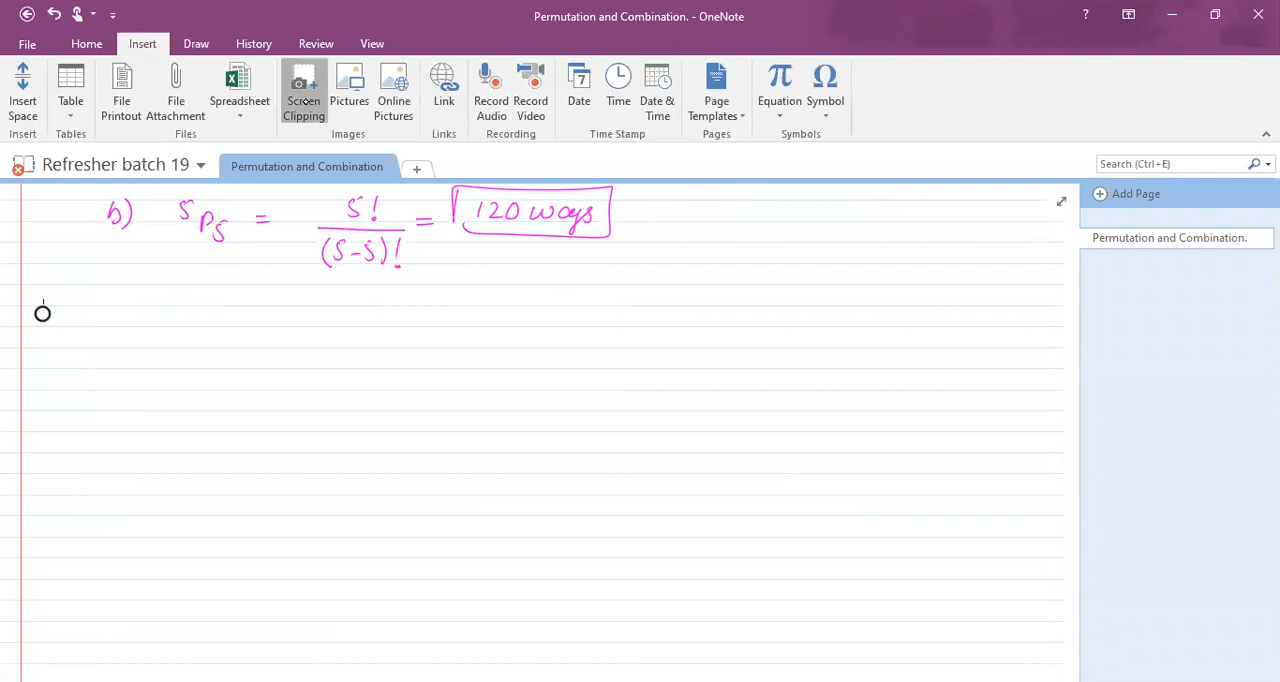 Permutation and Combination. - OneNote
?
File Home Insert Draw History Review View
Insert Space
Table
File Printout
File Attachment
Spreadsheet
Screen Clipping
Pictures
Online Pictures
Link
Record Audio
Record Video
Date
Time
Date & Time
Page Templates
π
Equation
Ω
Symbol
Insert Tables Files Images Links Recording Time Stamp Pages Symbols
Refresher batch 19
Permutation and Combination
Search (Ctrl+E)
Add Page
Permutation and Combination.
b) 5P5 = 5! / (5-5)! = 120 ways